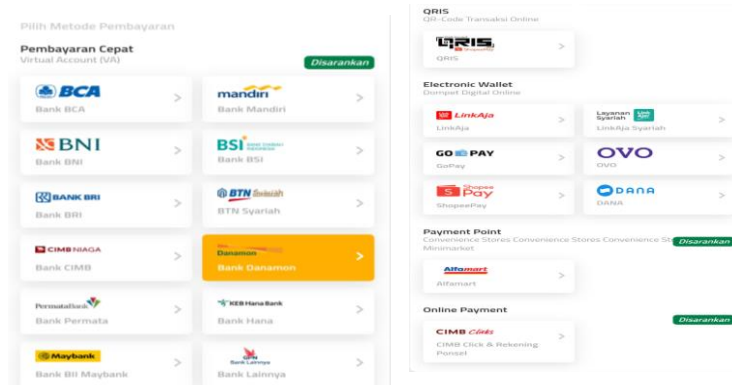 Pilih Metode Pembayaran
Pembayaran Cepat
Virtual Account (VA)
Disarankan
BCA
Bank BCA
mandiri
Bank Mandiri
BNI
Bank BNI
BSI
Bank BSI
BANK BRI
Bank BRI
BTN Syariah
BTN Syariah
CIMB NIAGA
Bank CIMB
Danamon
Bank Danamon
PermataBank
Bank Permata
KEB Hana Bank
Bank Hana
Maybank
Bank BII Maybank
GPN
Bank Lainnya
Bank Lainnya
QRIS
QR-Code Transaksi Online
QRIS
QRIS
Electronic Wallet
Dompet Digital Online
LinkAja
LinkAja
Layanan
Syariah
LinkAja Syariah
GO PAY
GoPay
OVO
OVO
Shopee
Pay
ShopeePay
DANA
DANA
Payment Point
Convenience Stores Convenience Stores Convenience
Minimarket
Disarankan
Alfamart
Alfamart
Online Payment
Disarankan
CIMB Clicks
CIMB Click & Rekening
Ponsel